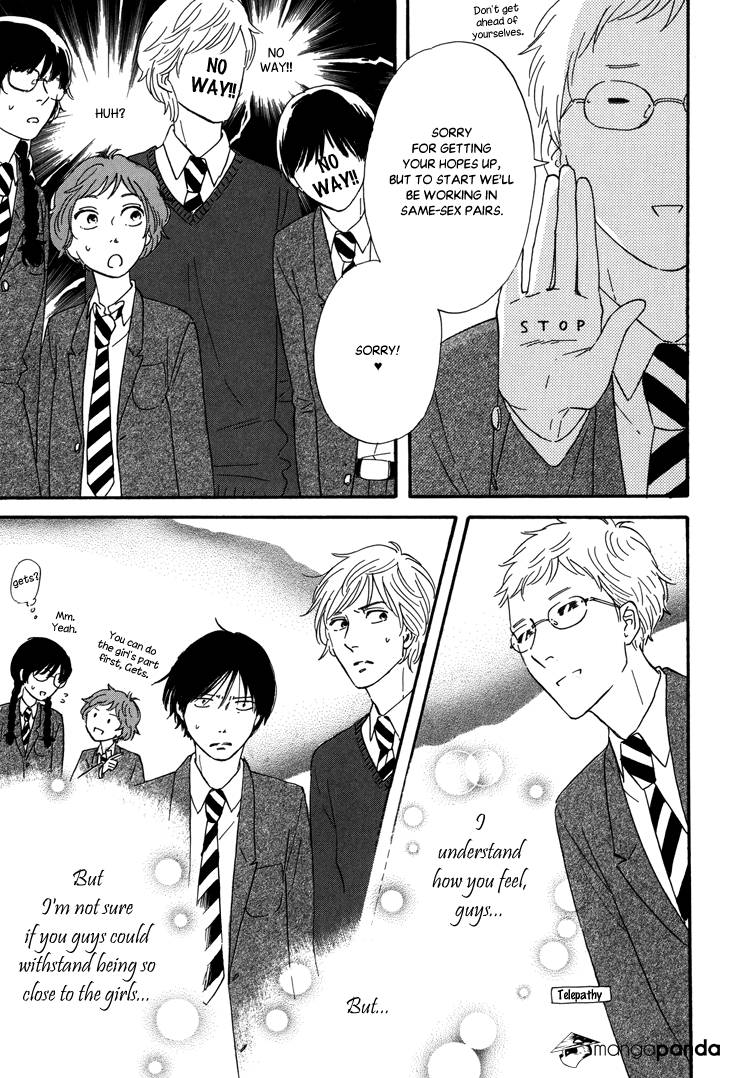 Don't get
ahead of
yourselves.
SORRY
FOR GETTING
YOUR HOPES UP,
BUT TO START WE'LL
BE WORKING IN
SAME-SEX PAIRS.
SORRY!
♥
STOP
NO
WAY!!
NO
WAY!!
NO
WAY!!
HUH?
I
understand
how you feel,
guys...
Telepathy
But...
But
I'm not sure
if you guys could
withstand being so
close to the girls...
You can do
the girl's part
first, Gets.
Mm.
Yeah.
gets?
mangapanda